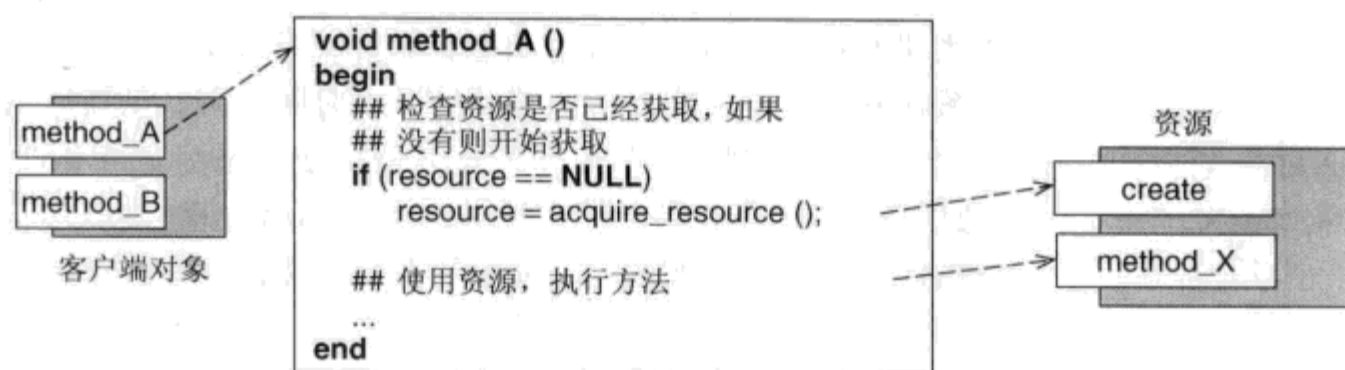 method_A
method_B
客户端对象
void method_A ()
begin
## 检查资源是否已经获取，如果
## 没有则开始获取
if (resource == NULL)
resource = acquire_resource ();
## 使用资源，执行方法
...
end
资源
create
method_X